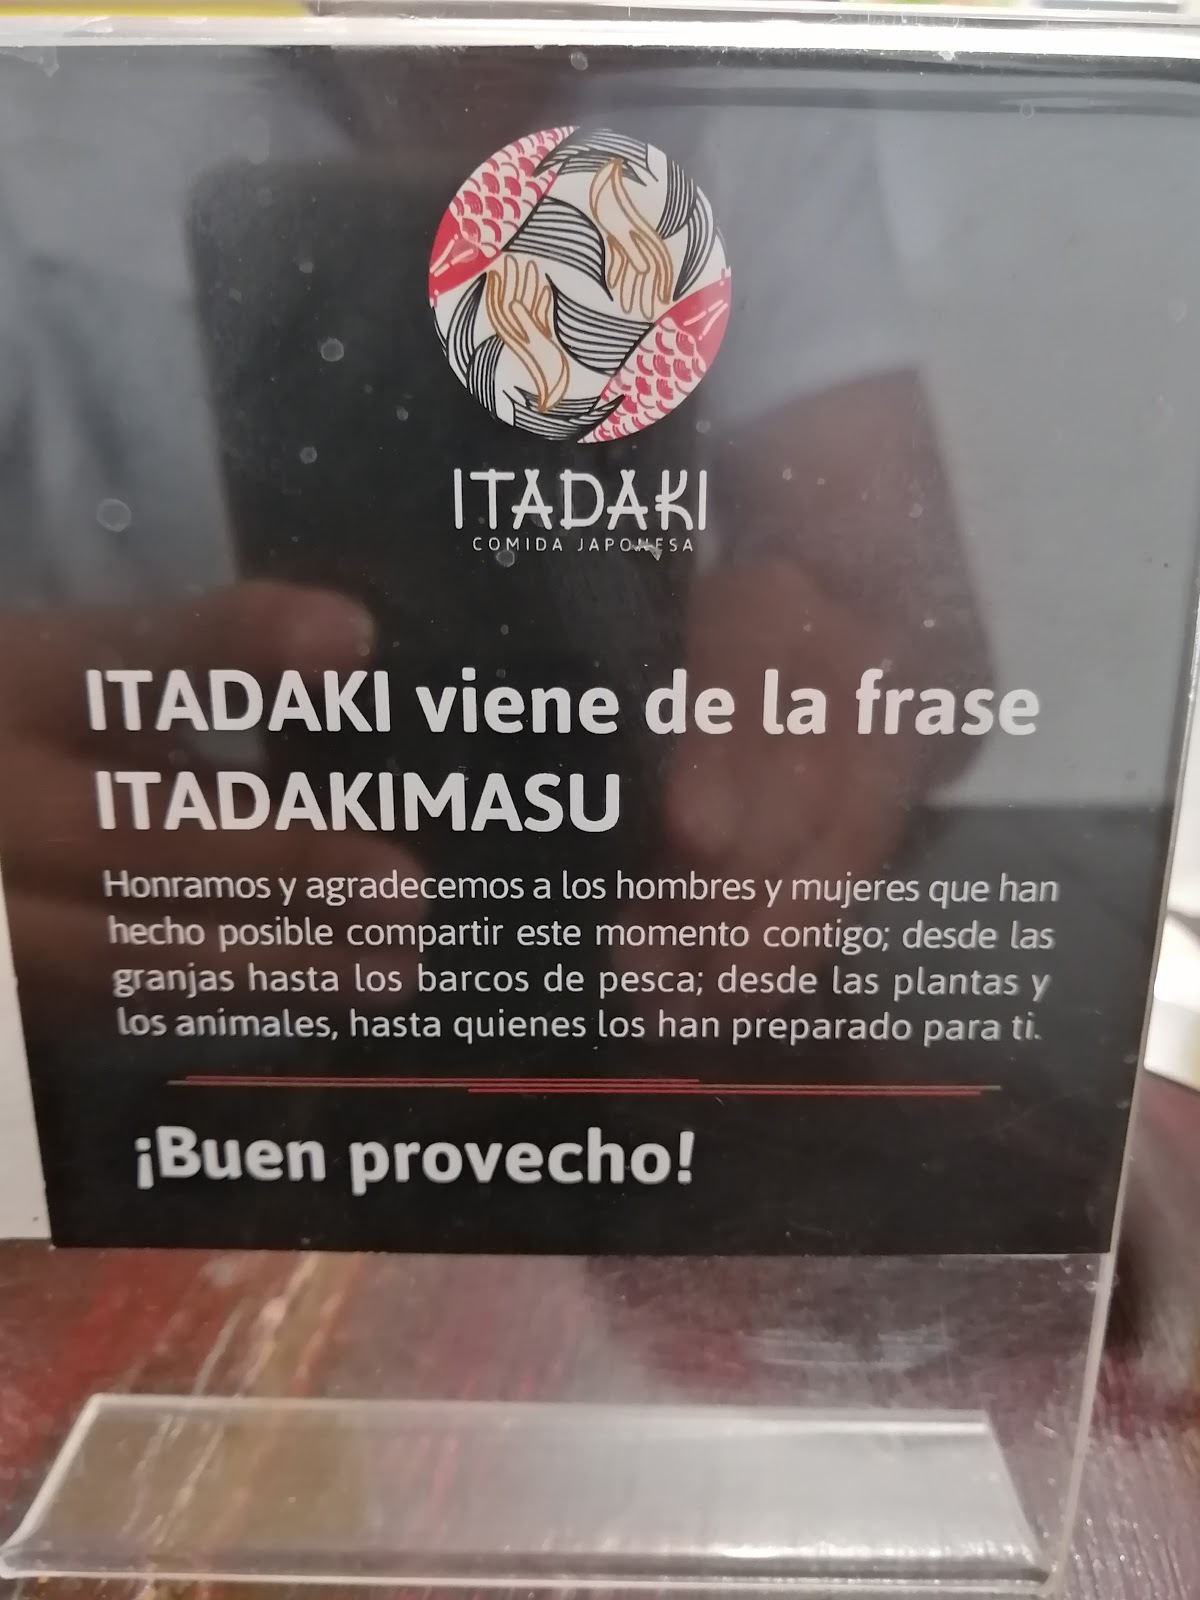 ITADAKI
COMIDA JAPONESA
ITADAKI viene de la frase
ITADAKIMASU
Honramos y agradecemos a los hombres y mujeres que han
hecho posible compartir este momento contigo; desde las
granjas hasta los barcos de pesca; desde las plantas y
los animales, hasta quienes los han preparado para ti.
¡Buen provecho!